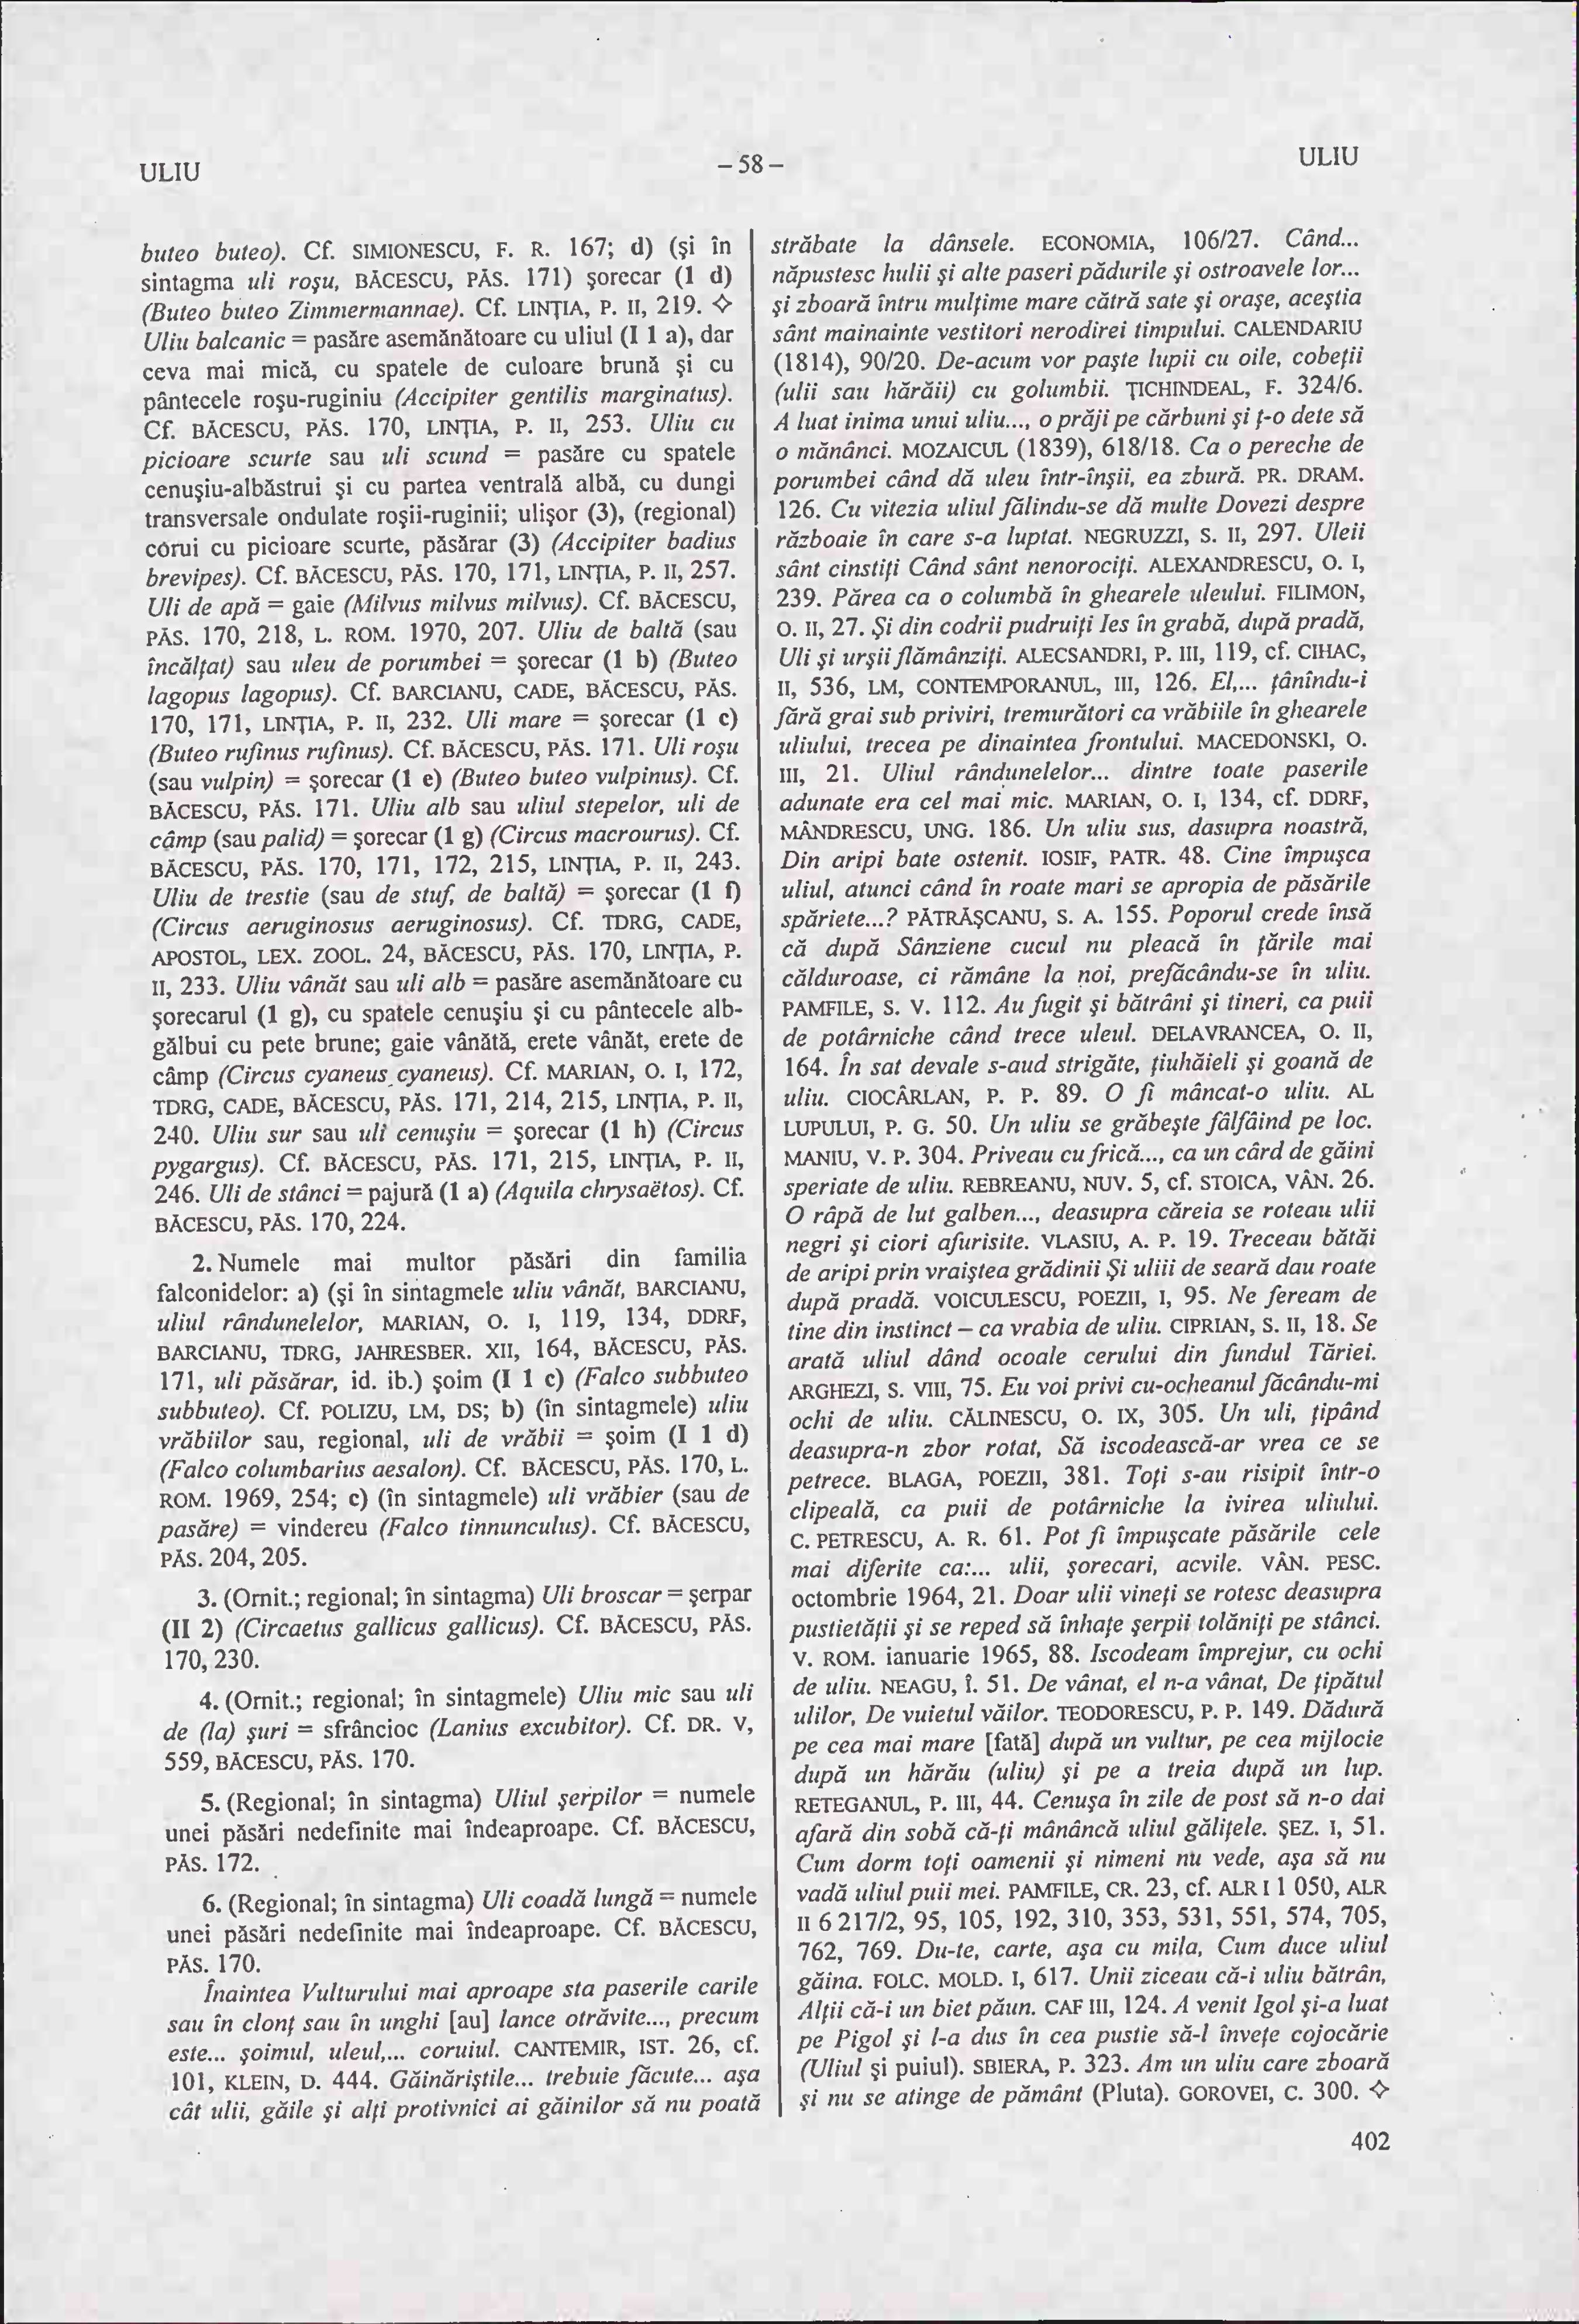 ULIU
– 58 –
ULIU
buteo buteo). Cf. SIMIONESCU, F. R. 167; d) (şi în
sintagma uli roşu, BĂCESCU, PĂS. 171) şorecar (1 d)
(Buteo buteo Zimmermannae). Cf. LINŢIA, P. II, 219. ◇
Uliu balcanic = pasăre asemănătoare cu uliul (I 1 a), dar
ceva mai mică, cu spatele de culoare brună şi cu
pântecele roşu-ruginiu (Accipiter gentilis marginatus).
Cf. BĂCESCU, PĂS. 170, LINŢIA, P. II, 253. Uliu cu
picioare scurte sau uli scund = pasăre cu spatele
cenuşiu-albăstrui şi cu partea ventrală albă, cu dungi
transversale ondulate roşii-ruginii; ulişor (3), (regional)
corui cu picioare scurte, păsărar (3) (Accipiter badius
brevipes). Cf. BĂCESCU, PĂS. 170, 171, LINŢIA, P. II, 257.
Uli de apă = gaie (Milvus milvus milvus). Cf. BĂCESCU,
PĂS. 170, 218, L. ROM. 1970, 207. Uliu de baltă (sau
încălţat) sau uleu de porumbei = şorecar (1 b) (Buteo
lagopus lagopus). Cf. BARCIANU, CADE, BĂCESCU, PĂS.
170, 171, LINŢIA, P. II, 232. Uli mare = şorecar (1 c)
(Buteo rufinus rufinus). Cf. BĂCESCU, PĂS. 171. Uli roşu
(sau vulpin) = şorecar (1 e) (Buteo buteo vulpinus). Cf.
BĂCESCU, PĂS. 171. Uliu alb sau uliul stepelor, uli de
câmp (sau palid) = şorecar (1 g) (Circus macrourus). Cf.
BĂCESCU, PĂS. 170, 171, 172, 215, LINŢIA, P. II, 243.
Uliu de trestie (sau de stuf, de baltă) = şorecar (1 f)
(Circus aeruginosus aeruginosus). Cf. TDRG, CADE,
APOSTOL, LEX. ZOOL. 24, BĂCESCU, PĂS. 170, LINŢIA, P.
II, 233. Uliu vânăt sau uli alb = pasăre asemănătoare cu
şorecarul (1 g), cu spatele cenuşiu şi cu pântecele alb-
gălbui cu pete brune; gaie vânătă, erete vânăt, erete de
câmp (Circus cyaneus cyaneus). Cf. MARIAN, O. I, 172,
TDRG, CADE, BĂCESCU, PĂS. 171, 214, 215, LINŢIA, P. II,
240. Uliu sur sau uli cenuşiu = şorecar (1 h) (Circus
pygargus). Cf. BĂCESCU, PĂS. 171, 215, LINŢIA, P. II,
246. Uli de stânci = pajură (1 a) (Aquila chrysaëtos). Cf.
BĂCESCU, PĂS. 170, 224.
2. Numele mai multor păsări din familia
falconidelor: a) (şi în sintagmele uliu vânăt, BARCIANU,
uliul rândunelelor, MARIAN, O. I, 119, 134, DDRF,
BARCIANU, TDRG, JAHRESBER. XII, 164, BĂCESCU, PĂS.
171, uli păsărar, id. ib.) şoim (I 1 c) (Falco subbuteo
subbuteo). Cf. POLIZU, LM, DS; b) (în sintagmele) uliu
vrăbiilor sau, regional, uli de vrăbii = şoim (I 1 d)
(Falco columbarius aesalon). Cf. BĂCESCU, PĂS. 170, L.
ROM. 1969, 254; c) (în sintagmele) uli vrăbier (sau de
pasăre) = vindereu (Falco tinnunculus). Cf. BĂCESCU,
PĂS. 204, 205.
3. (Ornit.; regional; în sintagma) Uli broscar = şerpar
(II 2) (Circaetus gallicus gallicus). Cf. BĂCESCU, PĂS.
170, 230.
4. (Ornit.; regional; în sintagmele) Uliu mic sau uli
de (la) şuri = sfrâncioc (Lanius excubitor). Cf. DR. V,
559, BĂCESCU, PĂS. 170.
5. (Regional; în sintagma) Uliul şerpilor = numele
unei păsări nedefinite mai îndeaproape. Cf. BĂCESCU,
PĂS. 172.
6. (Regional; în sintagma) Uli coadă lungă = numele
unei păsări nedefinite mai îndeaproape. Cf. BĂCESCU,
PĂS. 170.
Înaintea Vulturului mai aproape sta paserile carile
sau în clonţ sau în unghi [au] lance otrăvite..., precum
este... şoimul, uleul,... coruiul. CANTEMIR, IST. 26, cf.
101, KLEIN, D. 444. Găinăriştile... trebuie făcute... aşa
cât ulii, găile şi alţi protivnici ai găinilor să nu poată
străbate la dânsele. ECONOMIA, 106/27. Când...
năpustesc hulii şi alte paseri pădurile şi ostroavele lor...
şi zboară întru mulţime mare cătră sate şi oraşe, aceştia
sânt mainainte vestitori nerodirei timpului. CALENDARIU
(1814), 90/20. De-acum vor paşte lupii cu oile, cobeţii
(ulii sau hărăii) cu golumbii. ŢICHINDEAL, F. 324/6.
A luat inima unui uliu..., o prăji pe cărbuni şi ţ-o dete să
o mănânci. MOZAICUL (1839), 618/18. Ca o pereche de
porumbei când dă uleu într-înşii, ea zbură. PR. DRAM.
126. Cu vitezia uliul fălindu-se dă multe Dovezi despre
războaie în care s-a luptat. NEGRUZZI, S. II, 297. Uleii
sânt cinstiţi Când sânt nenorociţi. ALEXANDRESCU, O. I,
239. Părea ca o columbă în ghearele uleului. FILIMON,
O. II, 27. Şi din codrii pudruiţi Ies în grabă, după pradă,
Uli şi urşii flămânziţi. ALECSANDRI, P. III, 119, cf. CIHAC,
II, 536, LM, CONTEMPORANUL, III, 126. El,... ţânîndu-i
fără grai sub priviri, tremurători ca vrăbiile în ghearele
uliului, trecea pe dinaintea frontului. MACEDONSKI, O.
III, 21. Uliul rândunelelor... dintre toate paserile
adunate era cel mai mic. MARIAN, O. I, 134, cf. DDRF,
MÂNDRESCU, UNG. 186. Un uliu sus, dasupra noastră,
Din aripi bate ostenit. IOSIF, PATR. 48. Cine împuşca
uliul, atunci când în roate mari se apropia de păsările
spăriete...? PĂTRĂŞCANU, S. A. 155. Poporul crede însă
că după Sânziene cucul nu pleacă în ţările mai
călduroase, ci rămâne la noi, prefăcându-se în uliu.
PAMFILE, S. V. 112. Au fugit şi bătrâni şi tineri, ca puii
de potârniche când trece uleul. DELAVRANCEA, O. II,
164. În sat devale s-aud strigăte, ţiuhăieli şi goană de
uliu. CIOCÂRLAN, P. P. 89. O fi mâncat-o uliu. AL
LUPULUI, P. G. 50. Un uliu se grăbeşte fâlfâind pe loc.
MANIU, V. P. 304. Priveau cu frică..., ca un cârd de găini
speriate de uliu. REBREANU, NUV. 5, cf. STOICA, VÂN. 26.
O râpă de lut galben..., deasupra căreia se roteau ulii
negri şi ciori afurisite. VLASIU, A. P. 19. Treceau bătăi
de aripi prin vraiştea grădinii Şi uliii de seară dau roate
după pradă. VOICULESCU, POEZII, I, 95. Ne feream de
tine din instinct – ca vrabia de uliu. CIPRIAN, S. II, 18. Se
arată uliul dând ocoale cerului din fundul Tăriei.
ARGHEZI, S. VIII, 75. Eu voi privi cu-ocheanul făcându-mi
ochi de uliu. CĂLINESCU, O. IX, 305. Un uli, ţipând
deasupra-n zbor rotat, Să iscodească-ar vrea ce se
petrece. BLAGA, POEZII, 381. Toţi s-au risipit într-o
clipeală, ca puii de potârniche la ivirea uliului.
C. PETRESCU, A. R. 61. Pot fi împuşcate păsările cele
mai diferite ca:... ulii, şorecari, acvile. VÂN. PESC.
octombrie 1964, 21. Doar ulii vineţi se rotesc deasupra
pustietăţii şi se reped să înhaţe şerpii tolăniţi pe stânci.
V. ROM. ianuarie 1965, 88. Iscodeam împrejur, cu ochi
de uliu. NEAGU, Î. 51. De vânat, el n-a vânat, De ţipătul
ulilor, De vuietul văilor. TEODORESCU, P. P. 149. Dădură
pe cea mai mare [fată] după un vultur, pe cea mijlocie
după un hărău (uliu) şi pe a treia după un lup.
RETEGANUL, P. III, 44. Cenuşa în zile de post să n-o dai
afară din sobă că-ţi mânâncă uliul găliţele. ŞEZ. I, 51.
Cum dorm toţi oamenii şi nimeni nu vede, aşa să nu
vadă uliul puii mei. PAMFILE, CR. 23, cf. ALR I 1 050, ALR
II 6 217/2, 95, 105, 192, 310, 353, 531, 551, 574, 705,
762, 769. Du-te, carte, aşa cu mila, Cum duce uliul
găina. FOLC. MOLD. I, 617. Unii ziceau că-i uliu bătrân,
Alţii că-i un biet păun. CAF III, 124. A venit Igol şi-a luat
pe Pigol şi l-a dus în cea pustie să-l înveţe cojocărie
(Uliul şi puiul). SBIERA, P. 323. Am un uliu care zboară
şi nu se atinge de pământ (Pluta). GOROVEI, C. 300. ◇
402